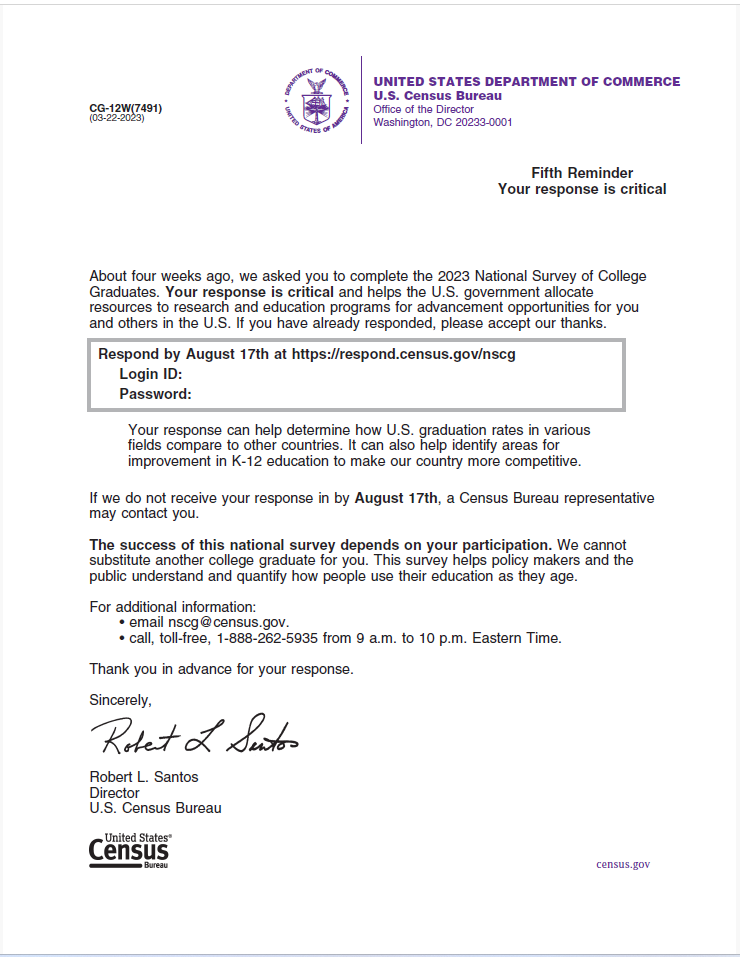 CG-12W(7491)
(03-22-2023)
DEPARTMENT OF COMMERCE
UNITED STATES OF AMERICA
UNITED STATES DEPARTMENT OF COMMERCE
U.S. Census Bureau
Office of the Director
Washington, DC 20233-0001
Fifth Reminder
Your response is critical
About four weeks ago, we asked you to complete the 2023 National Survey of College
Graduates. Your response is critical and helps the U.S. government allocate
resources to research and education programs for advancement opportunities for you
and others in the U.S. If you have already responded, please accept our thanks.
Respond by August 17th at https://respond.census.gov/nscg
Login ID:
Password:
Your response can help determine how U.S. graduation rates in various
fields compare to other countries. It can also help identify areas for
improvement in K-12 education to make our country more competitive.
If we do not receive your response in by August 17th, a Census Bureau representative
may contact you.
The success of this national survey depends on your participation. We cannot
substitute another college graduate for you. This survey helps policy makers and the
public understand and quantify how people use their education as they age.
For additional information:
• email nscg@census.gov.
• call, toll-free, 1-888-262-5935 from 9 a.m. to 10 p.m. Eastern Time.
Thank you in advance for your response.
Sincerely,
Robert L Santos
Robert L. Santos
Director
U.S. Census Bureau
United States®
Census
Bureau
census.gov